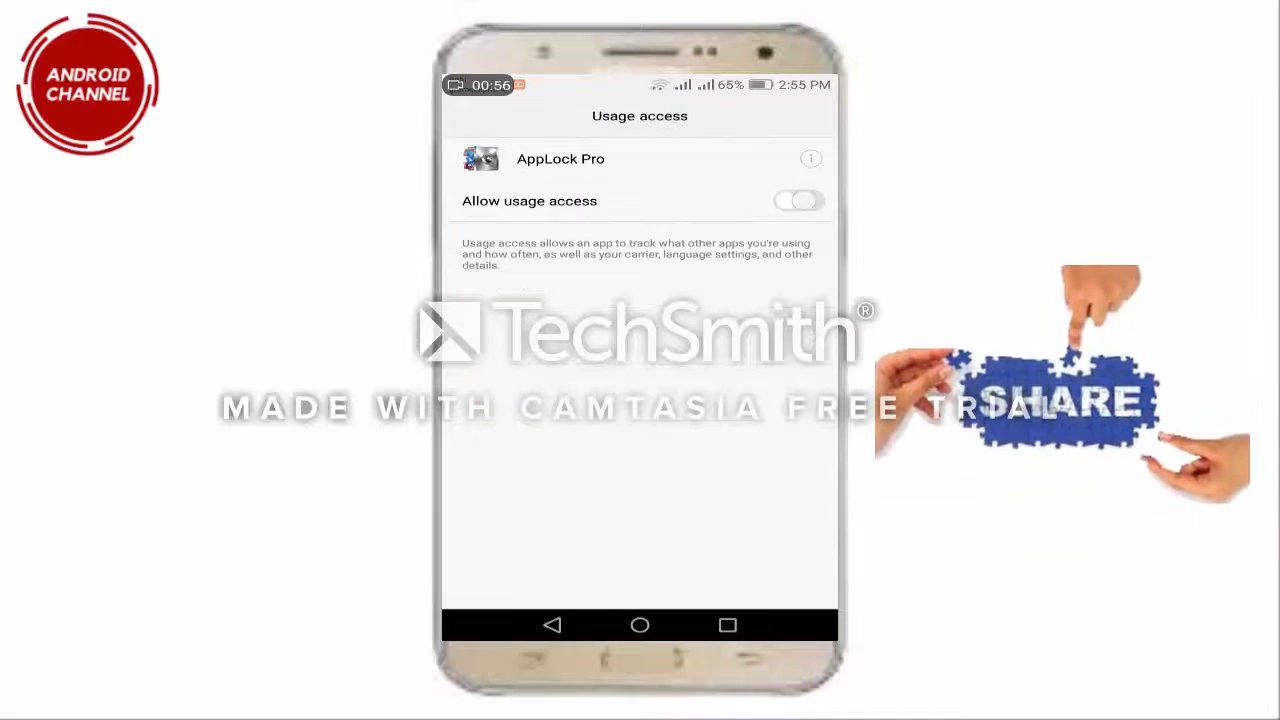 ANDROID
CHANNEL
00:56
65%
2:55 PM
Usage access
AppLock Pro
Allow usage access
Usage access allows an app to track what other apps you're using
and how often, as well as your carrier, language settings, and other
details.
TechSmith®
MADE WITH CAMTASIA FREE TRIAL
SHARE